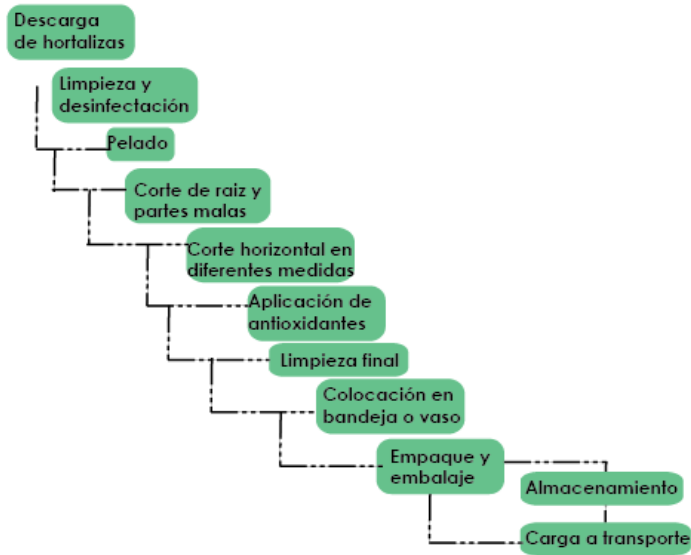 Descarga
de hortalizas
Limpieza y
desinfectación
Pelado
Corte de raiz y
partes malas
Corte horizontal en
diferentes medidas
Aplicación de
antioxidantes
Limpieza final
Colocación en
bandeja o vaso
Empaque y
embalaje
Almacenamiento
Carga a transporte